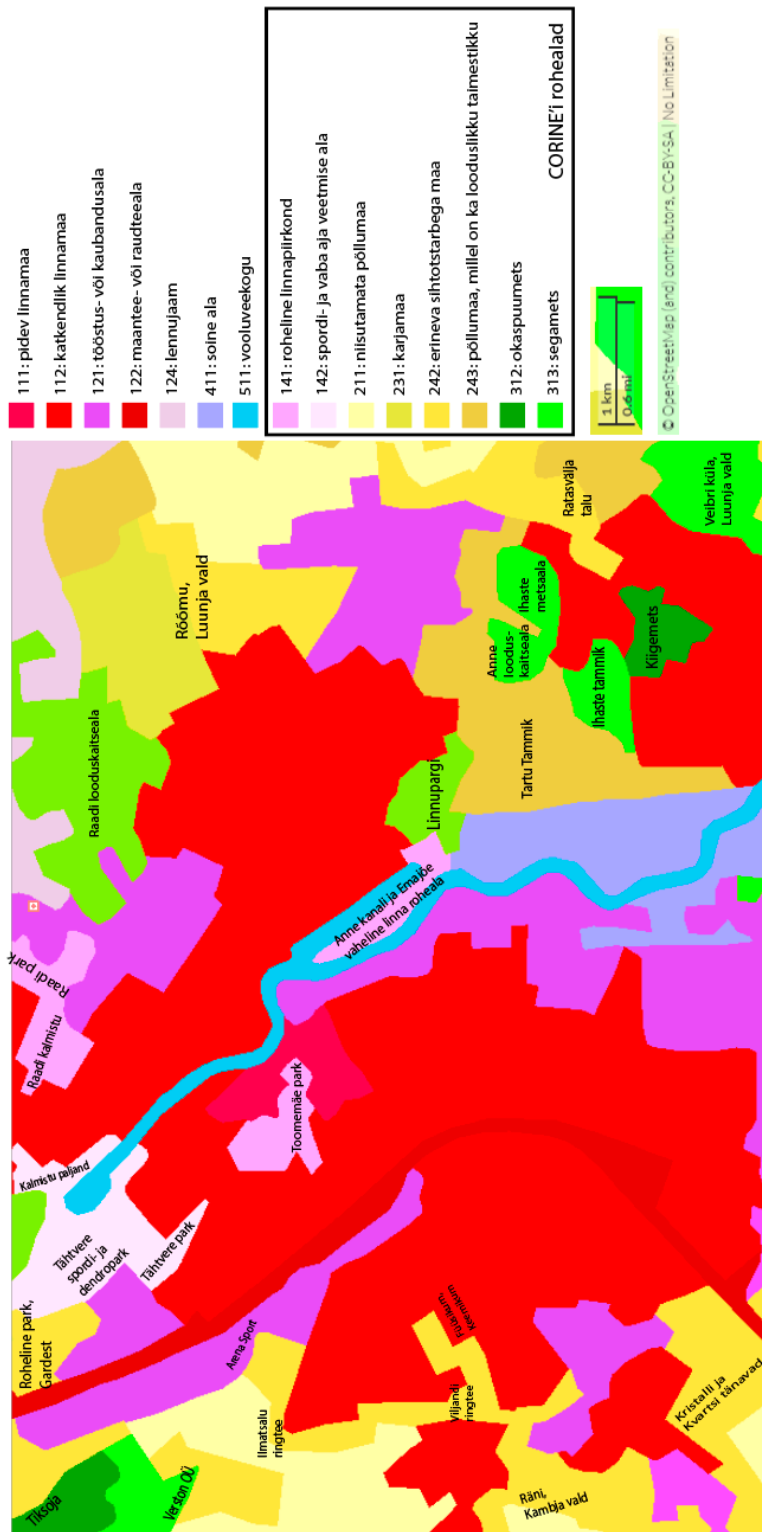 111: pidev linnamaa
112: katkendlik linnamaa
121: tööstus- või kaubandusala
122: maantee- või raudteeala
124: lennujaam
411: soine ala
511: vooluveekogu
141: roheline linnapiirkond
142: spordi- ja vaba aja veetmise ala
211: niisutamata põllumaa
231: karjamaa
242: erineva sihtotstarbega maa
243: põllumaa, millel on ka looduslikku taimestikku
312: okaspuumets
313: segamets
CORINE'i rohealad
1 km
0.6 mi
© OpenStreetMap (and) contributors, CC-BY-SA | No Limitation
Tiksoja
Verston OÜ
Roheline park,
Gardest
Tähtvere
spordi- ja
dendropark
Kalmistu paljand
Tähtvere park
Raadi kalmistu
Raadi park
Raadi looduskaitseala
Rõõmu,
Luunja vald
Arena Sport
Ilmatsalu
ringtee
Toomemäe park
Anne kanali ja Emajõe
vaheline linna roheala
Linnupargi
Viljandi
ringtee
Füüsikum,
Keemikum
Tartu Tammik
Anne
loodus-
kaitseala
Ihaste
metsaala
Ratasvälja
talu
Ihaste tammik
Kiigemets
Veibri küla,
Luunja vald
Räni,
Kambja vald
Kristalli ja
Kvartsi tänavad